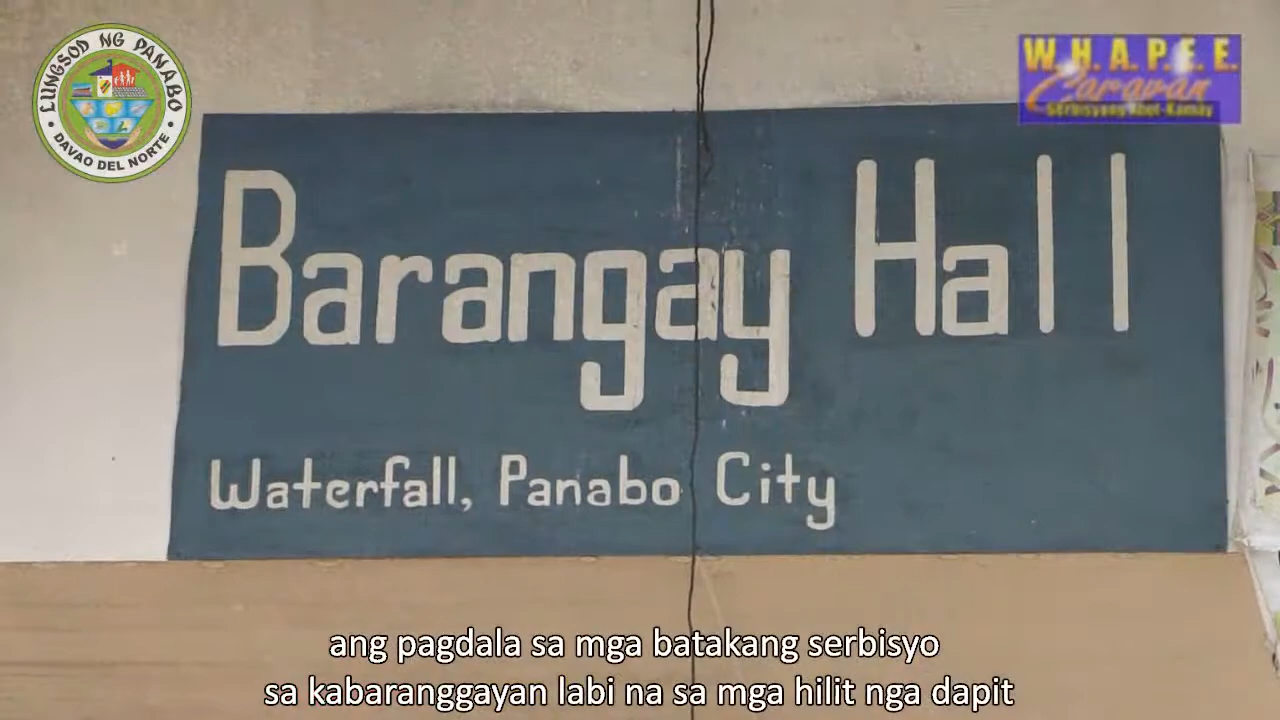 LUNGSOD NG PANABO
DAVAO DEL NORTE
W.H.A.P.E.E.
Caravan
Barangay Hall
Waterfall, Panabo City
ang pagdala sa mga batakang serbisyo
sa kabaranggayan labi na sa mga hilit nga dapit